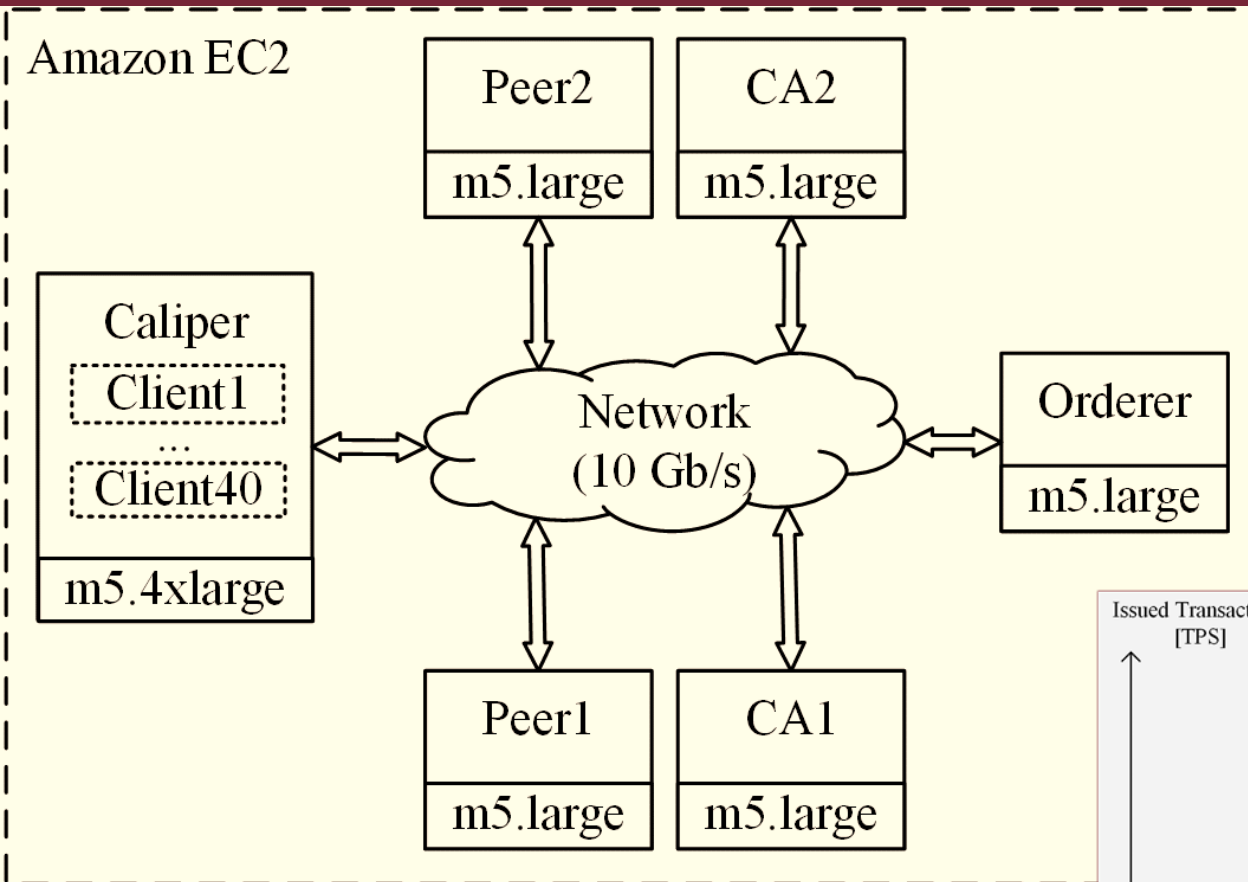 Amazon EC2
Peer2
m5.large
CA2
m5.large
Caliper
Client1
...
Client40
m5.4xlarge
Network
(10 Gb/s)
Orderer
m5.large
Peer1
m5.large
CA1
m5.large
Issued Transact
[TPS]